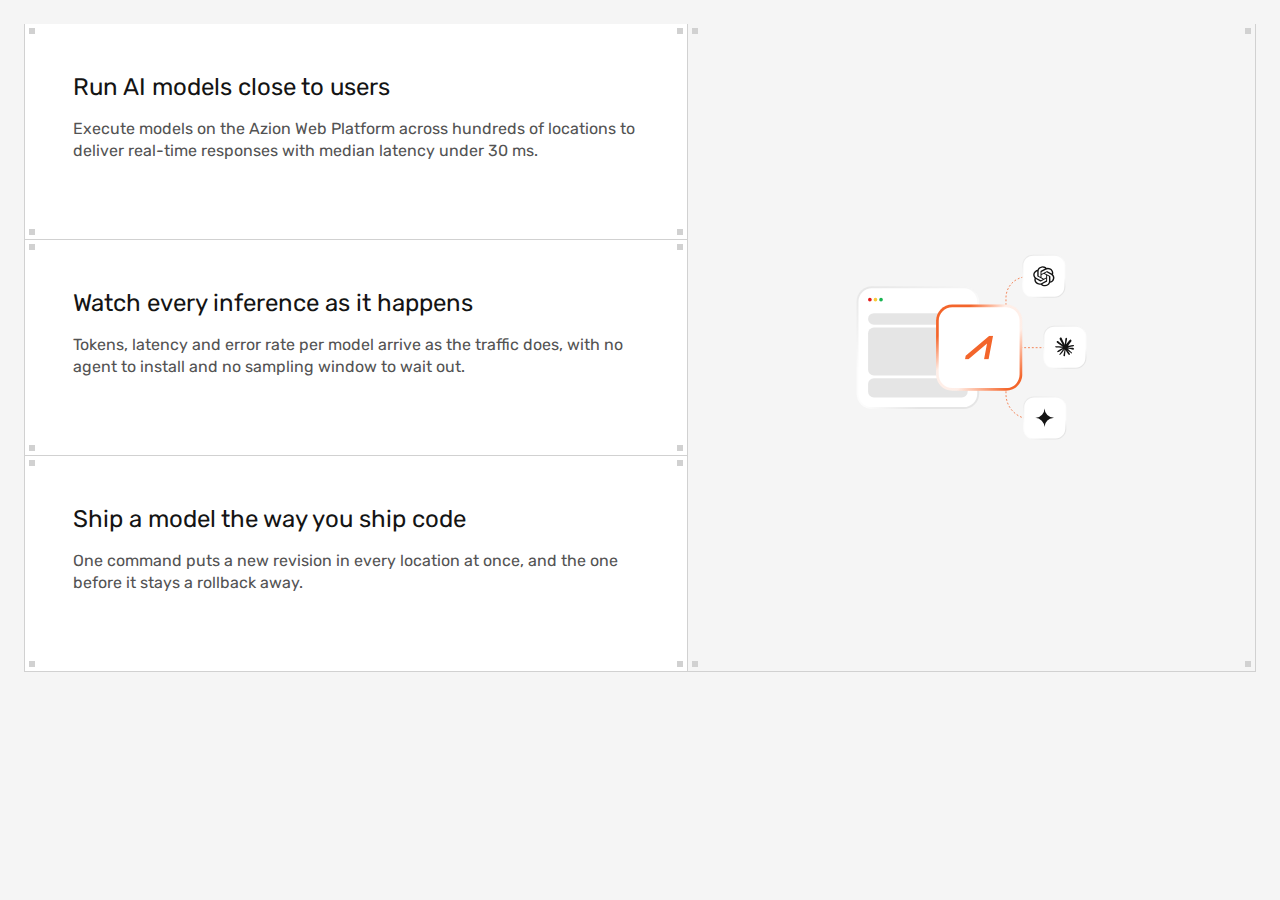 Run AI models close to users
Execute models on the Azion Web Platform across hundreds of locations to
deliver real-time responses with median latency under 30 ms.
Watch every inference as it happens
Tokens, latency and error rate per model arrive as the traffic does, with no
agent to install and no sampling window to wait out.
Ship a model the way you ship code
One command puts a new revision in every location at once, and the one
before it stays a rollback away.